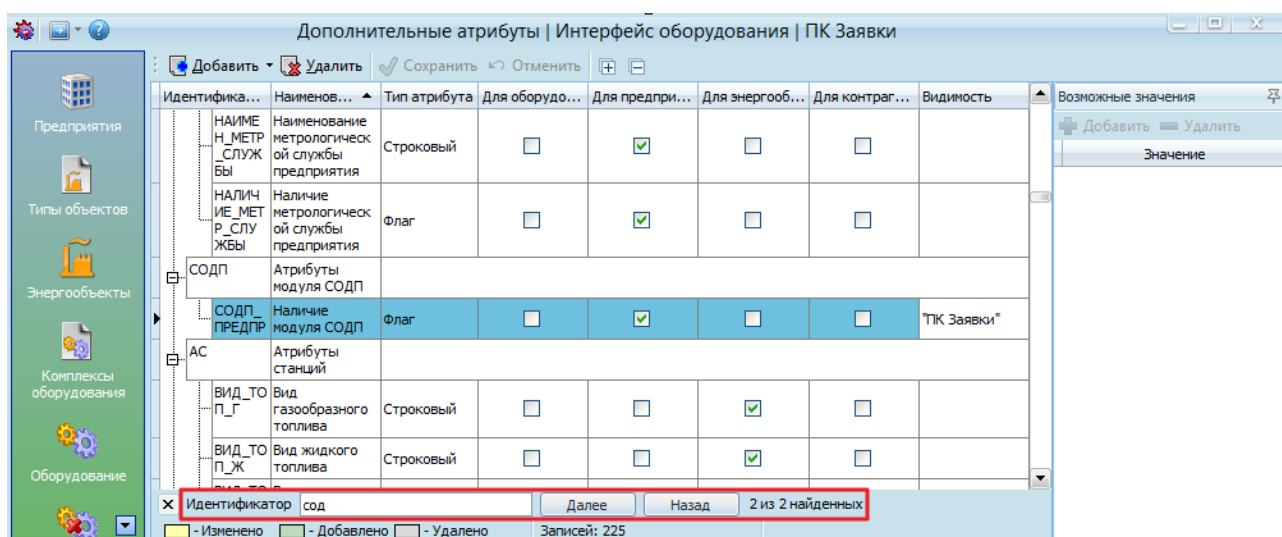 Дополнительные атрибуты | Интерфейс оборудования | ПК Заявки
Добавить Удалить Сохранить Отменить
Предприятия
Типы объектов
Энергообъекты
Комплексы
оборудования
Оборудование
Идентифика... Наименов... Тип атрибута Для оборудо... Для предпри... Для энергооб... Для контраг... Видимость
НАИМЕ
Н_МЕТР
_СЛУЖ
БЫ
Наименование
метрологическ
ой службы
предприятия
Строковый
НАЛИЧ
ИЕ_МЕТ
Р_СЛУ
ЖБЫ
Наличие
метрологическ
ой службы
предприятия
Флаг
СОДП
Атрибуты
модуля СОДП
СОДП_
ПРЕДПР
Наличие
модуля СОДП
Флаг
"ПК Заявки"
АС
Атрибуты
станций
ВИД_ТО
П_Г
Вид
газообразного
топлива
Строковый
ВИД_ТО
П_Ж
Вид жидкого
топлива
Строковый
Идентификатор сод Далее Назад 2 из 2 найденных
- Изменено - Добавлено - Удалено Записей: 225
Возможные значения
Добавить Удалить
Значение